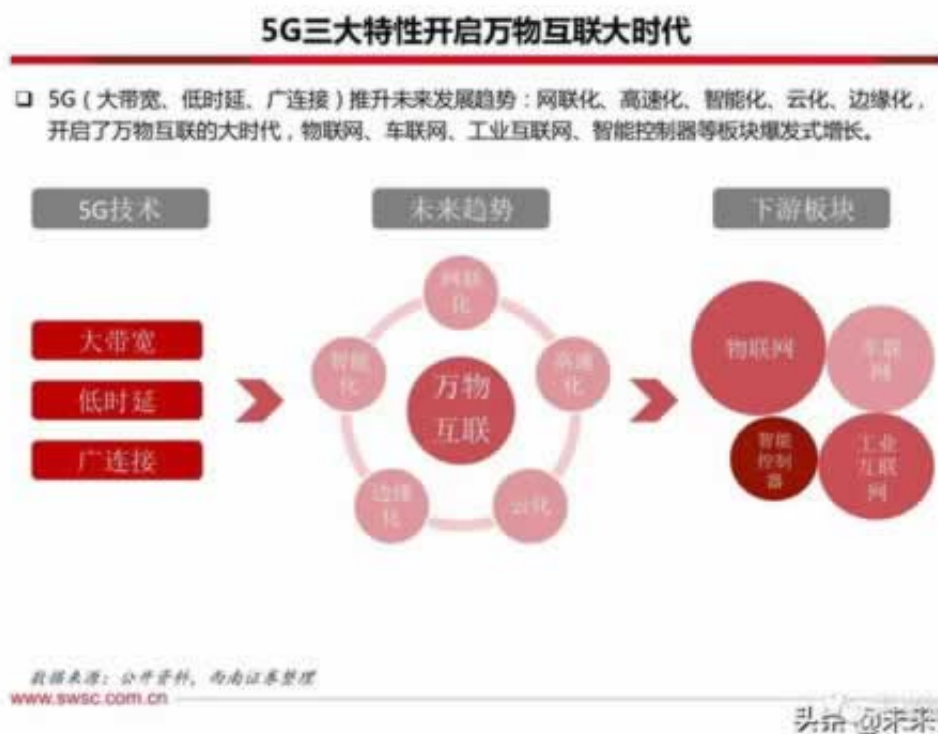 5G三大特性开启万物互联大时代
5G（大带宽、低时延、广连接）推升未来发展趋势：网联化、高速化、智能化、云化、边缘化，
开启了万物互联的大时代，物联网、车联网、工业互联网、智能控制器等板块爆发式增长。
5G技术
未来趋势
下游板块
大带宽
低时延
广连接
网联
化
智能
化
高速
化
万物
互联
边缘
化
云化
物联网
车联
网
智能
控制
器
工业
互联
网
数据来源：公开资料，西南证券整理
www.swsc.com.cn
头条 @未来